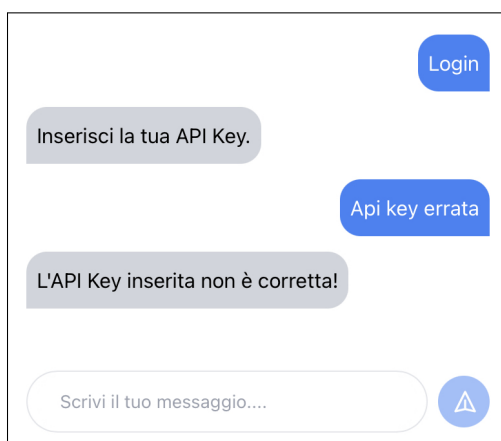 Login
Inserisci la tua API Key.
Api key errata
L'API Key inserita non è corretta!
Scrivi il tuo messaggio....